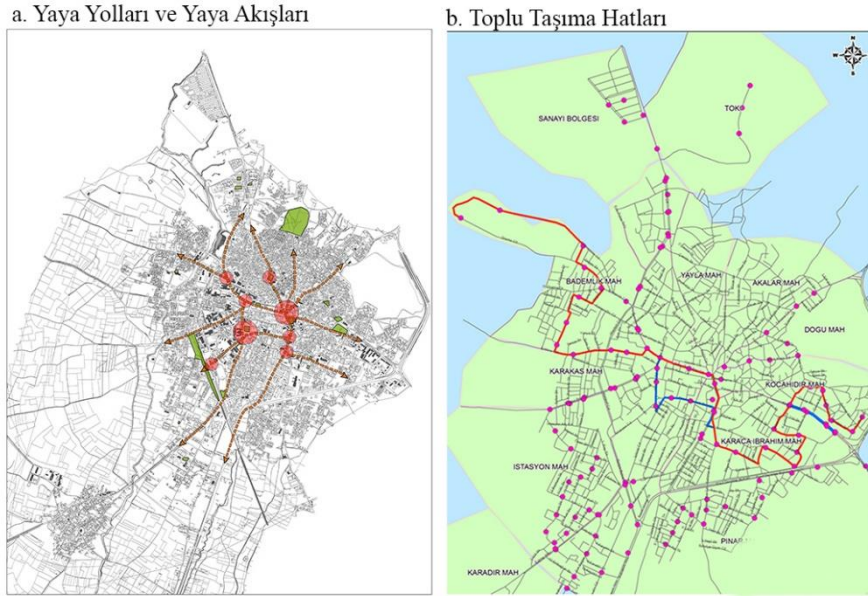 a. Yaya Yolları ve Yaya Akışları
b. Toplu Taşıma Hatları
N
W E
S
SANAYI BOLGESI
TOKİ
BADEMLIK MAH
YAYLA MAH
AKALAR MAH
DOGU MAH
KARAKAS MAH
KOCAHIDIR MAH
KARACA IBRAHIM MAH
ISTASYON MAH
PINAR
KARADIR MAH